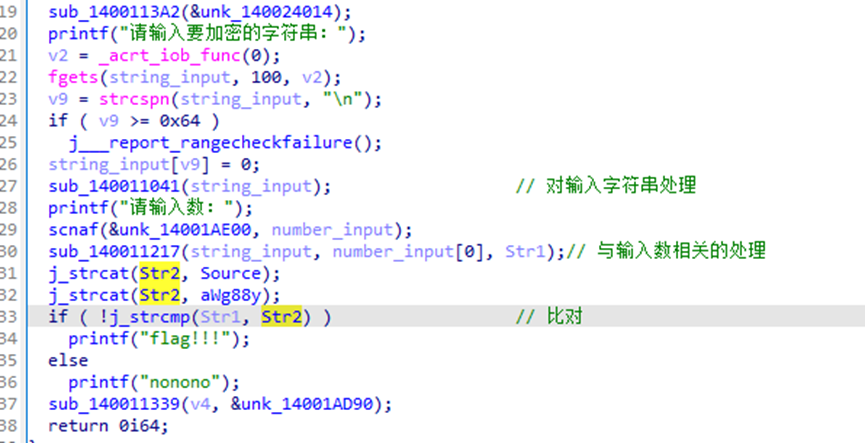 19 sub_1400113A2(&unk_140024014);
20 printf("请输入要加密的字符串：");
21 v2 = _acrt_iob_func(0);
22 fgets(string_input, 100, v2);
23 v9 = strcspn(string_input, "\n");
24 if ( v9 >= 0x64 )
25 j___report_rangecheckfailure();
26 string_input[v9] = 0;
27 sub_140011041(string_input); // 对输入字符串处理
28 printf("请输入数：");
29 scnaf(&unk_14001AE00, number_input);
30 sub_140011217(string_input, number_input[0], Str1);// 与输入数相关的处理
31 j_strcat(Str2, Source);
32 j_strcat(Str2, aWg88y);
33 if ( !j_strcmp(Str1, Str2) ) // 比对
34 printf("flag!!!");
35 else
36 printf("nonono");
37 sub_140011339(v4, &unk_14001AD90);
38 return 0i64;